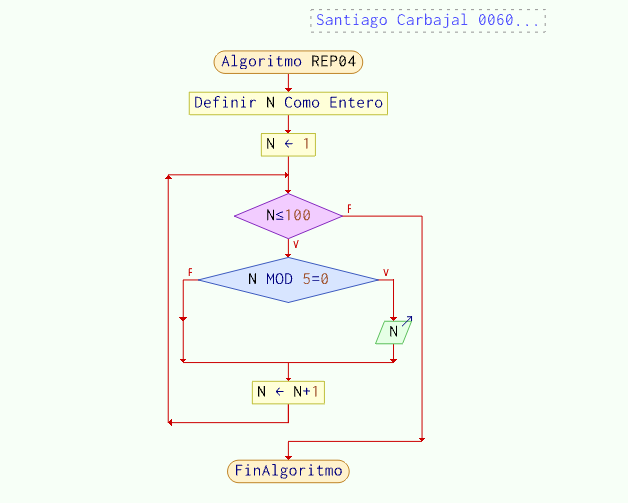 Santiago Carbajal 0060...
Algoritmo REP04
Definir N Como Entero
N ← 1
N≤100
F
V
N MOD 5=0
F
V
N
N ← N+1
FinAlgoritmo